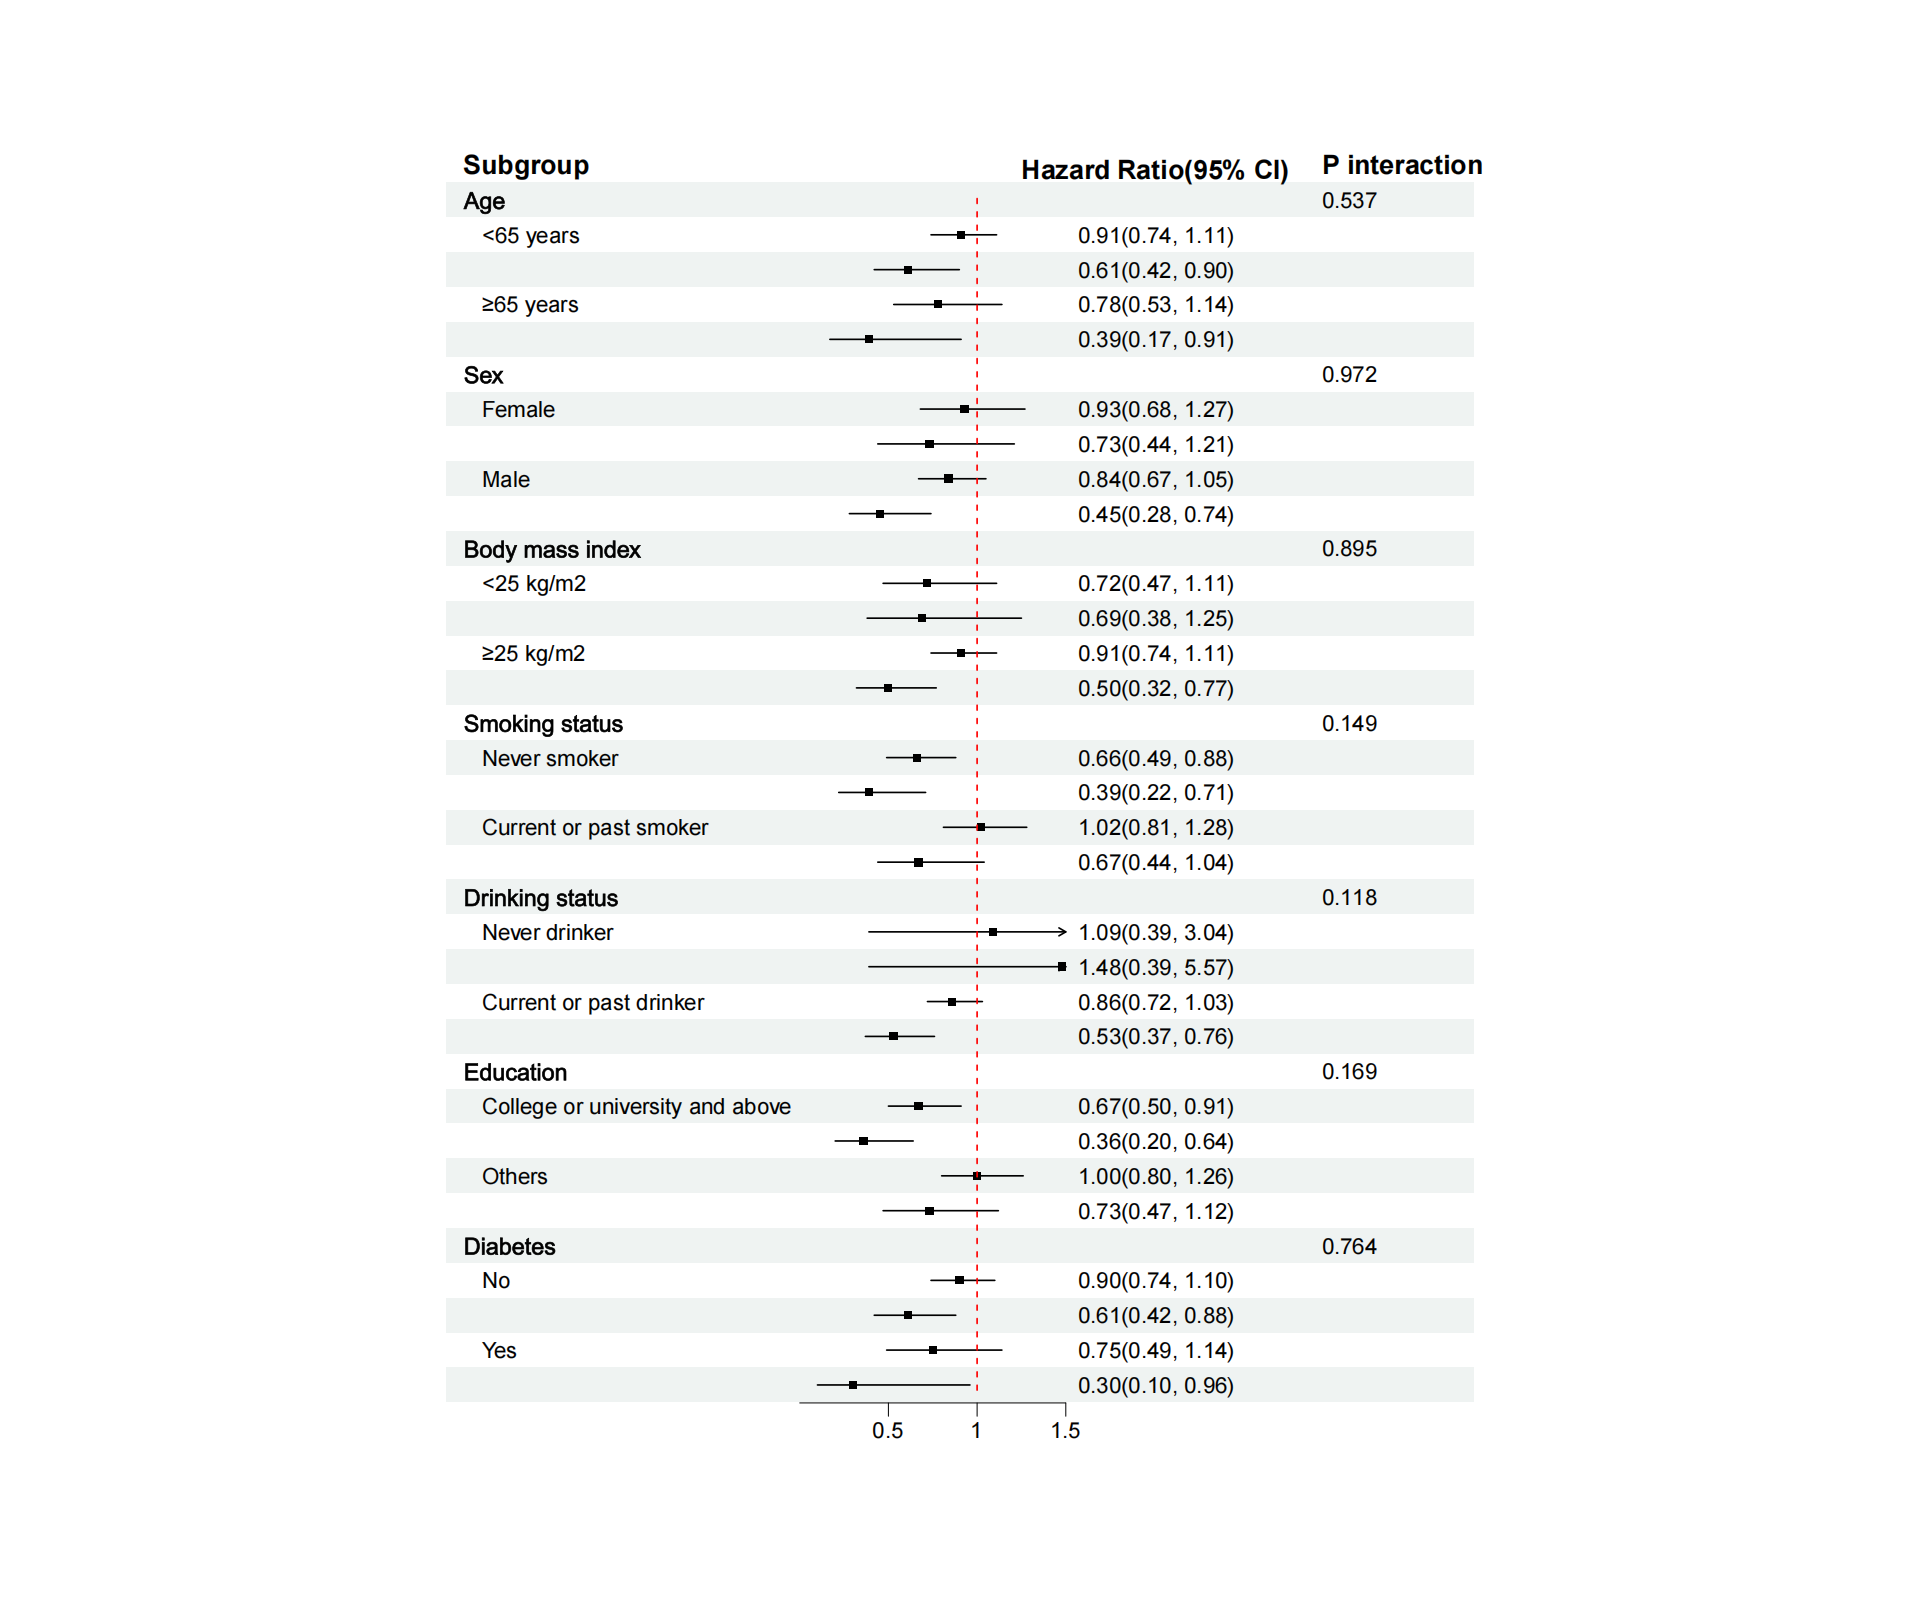 Subgroup Hazard Ratio(95% CI) P interaction
Age 0.537
<65 years 0.91(0.74, 1.11)
0.61(0.42, 0.90)
≥65 years 0.78(0.53, 1.14)
0.39(0.17, 0.91)
Sex 0.972
Female 0.93(0.68, 1.27)
0.73(0.44, 1.21)
Male 0.84(0.67, 1.05)
0.45(0.28, 0.74)
Body mass index 0.895
<25 kg/m2 0.72(0.47, 1.11)
0.69(0.38, 1.25)
≥25 kg/m2 0.91(0.74, 1.11)
0.50(0.32, 0.77)
Smoking status 0.149
Never smoker 0.66(0.49, 0.88)
0.39(0.22, 0.71)
Current or past smoker 1.02(0.81, 1.28)
0.67(0.44, 1.04)
Drinking status 0.118
Never drinker 1.09(0.39, 3.04)
1.48(0.39, 5.57)
Current or past drinker 0.86(0.72, 1.03)
0.53(0.37, 0.76)
Education 0.169
College or university and above 0.67(0.50, 0.91)
0.36(0.20, 0.64)
Others 1.00(0.80, 1.26)
0.73(0.47, 1.12)
Diabetes 0.764
No 0.90(0.74, 1.10)
0.61(0.42, 0.88)
Yes 0.75(0.49, 1.14)
0.30(0.10, 0.96)
0.5 1 1.5